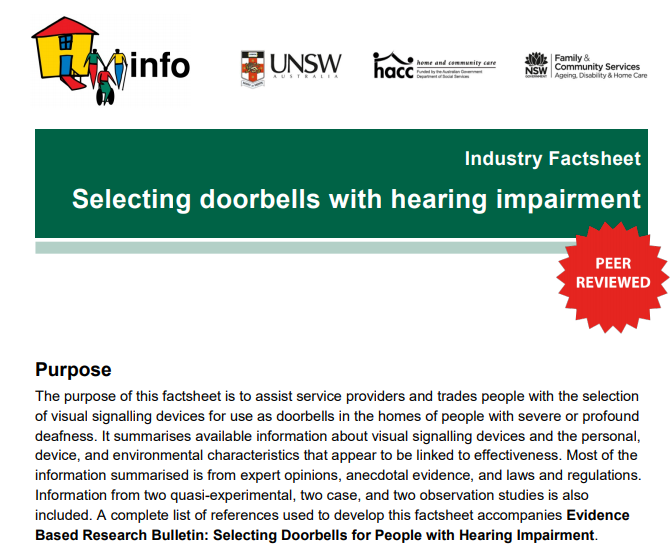 HMinfo
UNSW
AUSTRALIA
hacc home and community care
Funded by the Australian Government
Department of Social Services
NSW
GOVERNMENT
Family &
Community Services
Ageing, Disability & Home Care
Industry Factsheet
Selecting doorbells with hearing impairment
PEER
REVIEWED
Purpose
The purpose of this factsheet is to assist service providers and trades people with the selection
of visual signalling devices for use as doorbells in the homes of people with severe or profound
deafness. It summarises available information about visual signalling devices and the personal,
device, and environmental characteristics that appear to be linked to effectiveness. Most of the
information summarised is from expert opinions, anecdotal evidence, and laws and regulations.
Information from two quasi-experimental, two case, and two observation studies is also
included. A complete list of references used to develop this factsheet accompanies Evidence
Based Research Bulletin: Selecting Doorbells for People with Hearing Impairment.